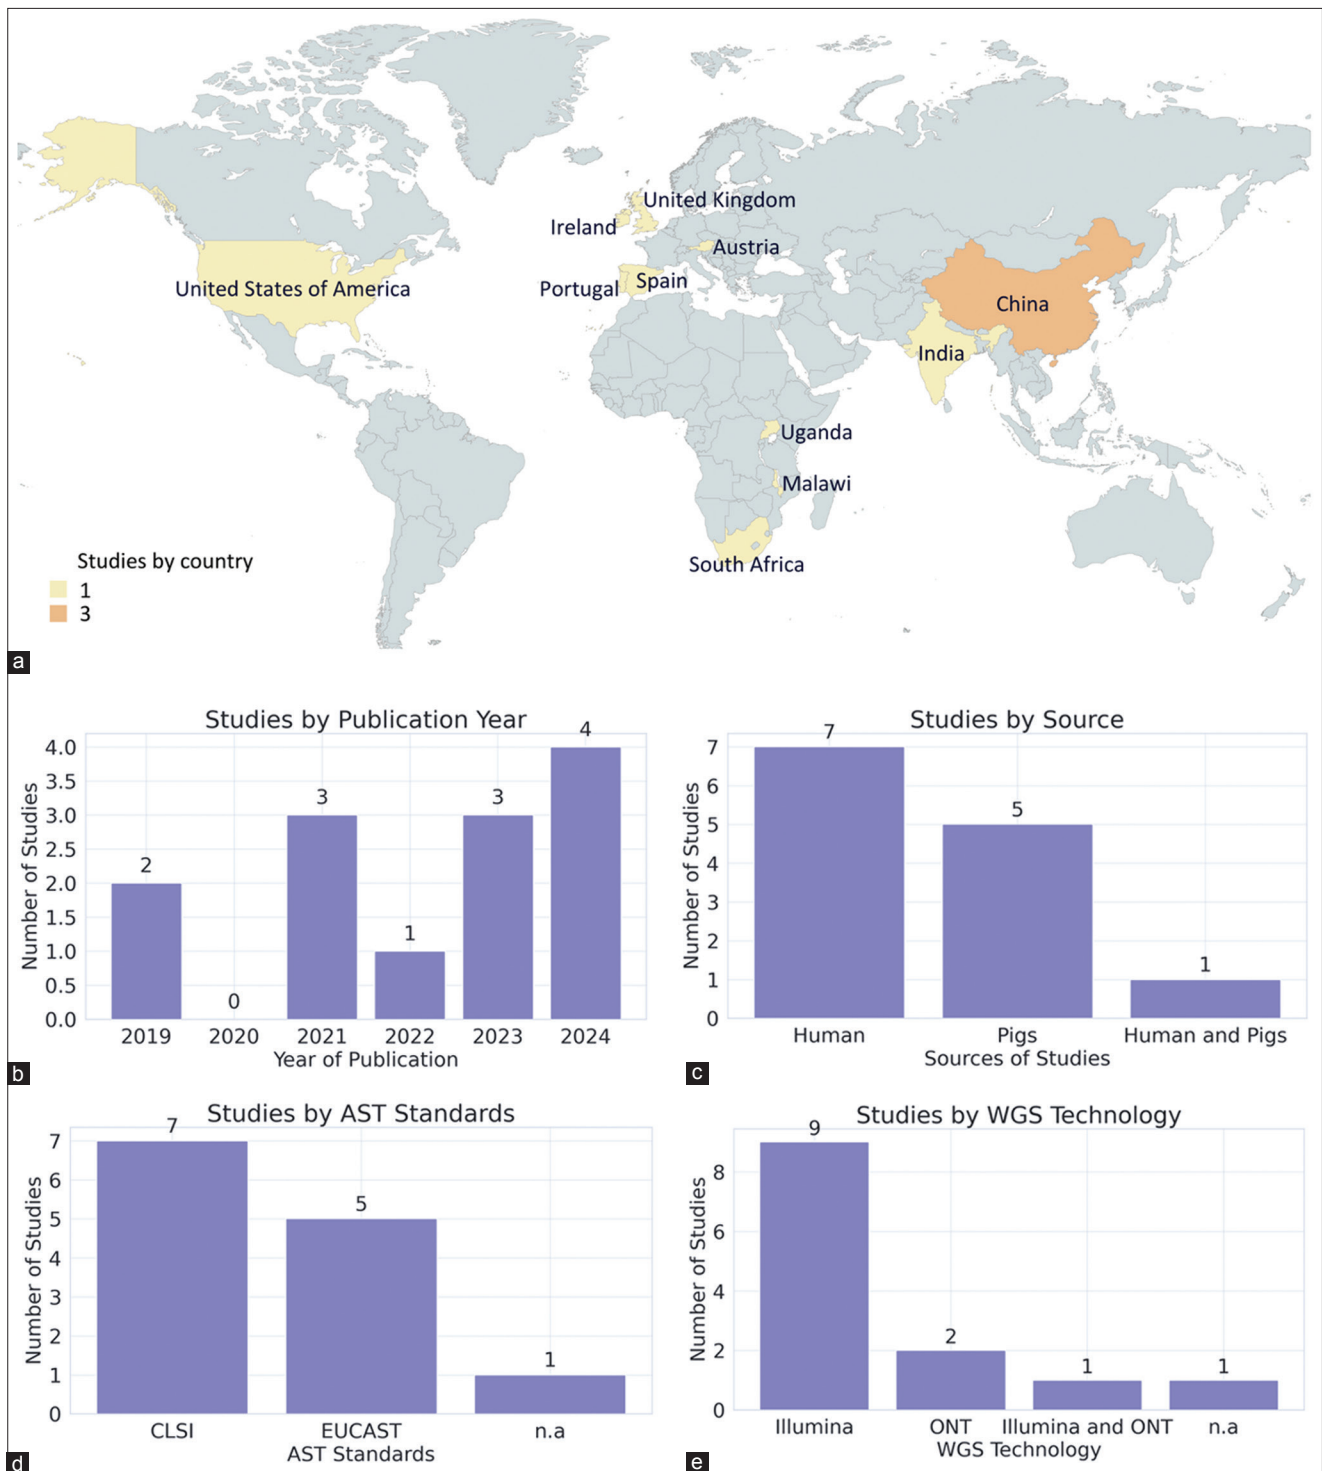 United Kingdom
Ireland
Austria
United States of America
Portugal
Spain
China
India
Uganda
Malawi
South Africa
Studies by country
1
3
a
Studies by Publication Year
4
4.0
3.5
3
3
3.0
2.5
2
2.0
1.5
1
1.0
0.5
0
0.0
Number of Studies
2019 2020 2021 2022 2023 2024
Year of Publication
b
Studies by Source
7
7
6
5
5
4
3
2
1
1
0
Number of Studies
Human Pigs Human and Pigs
Sources of Studies
c
Studies by AST Standards
7
7
6
5
5
4
3
2
1
1
0
Number of Studies
CLSI EUCAST n.a
AST Standards
d
Studies by WGS Technology
9
8
6
4
2
2
1
1
0
Number of Studies
Illumina ONT Illumina and ONT n.a
WGS Technology
e